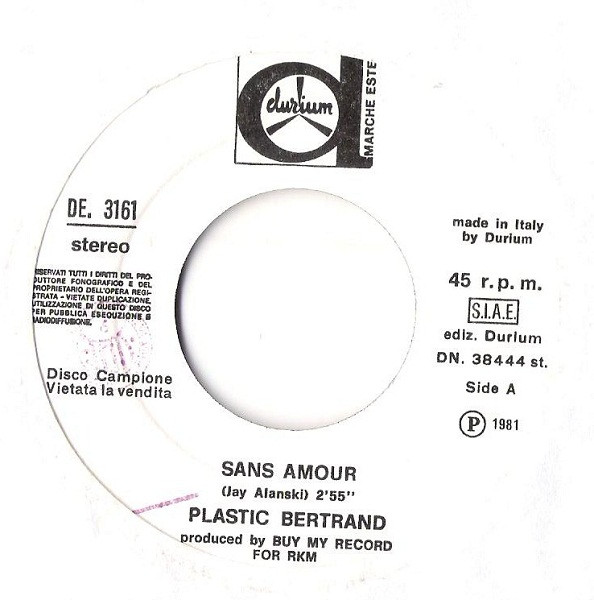 durium
MARCHE ESTE
DE. 3161
stereo
RISERVATI TUTTI I DIRITTI DEL PRO-
DUTTORE FONOGRAFICO E DEL
PROPRIETARIO DELL'OPERA REGI-
STRATA - VIETATE DUPLICAZIONE,
UTILIZZAZIONE DI QUESTO DISCO
PER PUBBLICA ESECUZIONE E
RADIODIFFUSIONE.
Disco Campione
Vietata la vendita
made in Italy
by Durium
45 r.p.m.
S.I.A.E.
ediz. Durium
DN. 38444 st.
Side A
Ⓟ 1981
SANS AMOUR
(Jay Alanski) 2'55"
PLASTIC BERTRAND
produced by BUY MY RECORD
FOR RKM